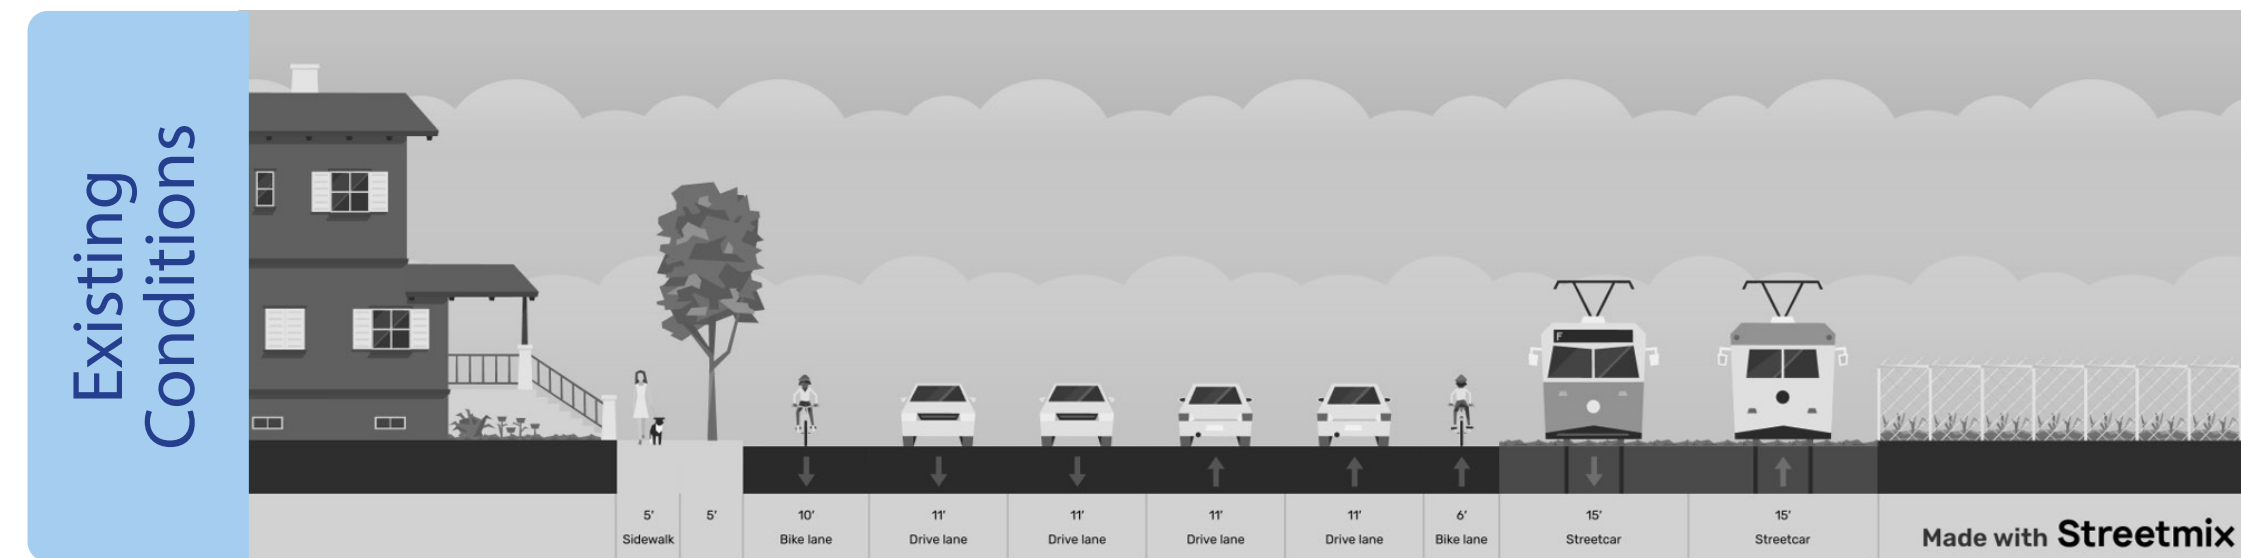 Existing
Conditions
F
5'
Sidewalk
5'
10'
Bike lane
11'
Drive lane
11'
Drive lane
11'
Drive lane
11'
Drive lane
6'
Bike lane
15'
Streetcar
15'
Streetcar
Made with Streetmix